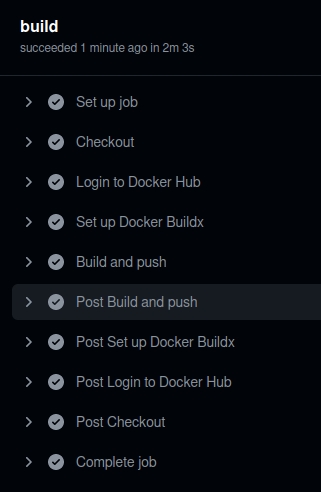 build
succeeded 1 minute ago in 2m 3s
Set up job
Checkout
Login to Docker Hub
Set up Docker Buildx
Build and push
Post Build and push
Post Set up Docker Buildx
Post Login to Docker Hub
Post Checkout
Complete job